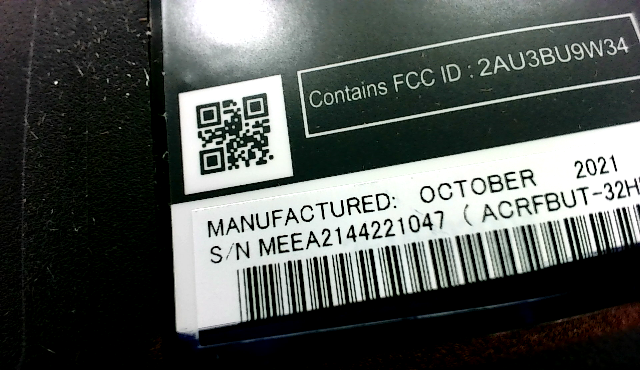 Contains FCC ID : 2AU3BU9W34
MANUFACTURED: OCTOBER 2021
S/N MEEA2144221047 ( ACRFBUT-32H